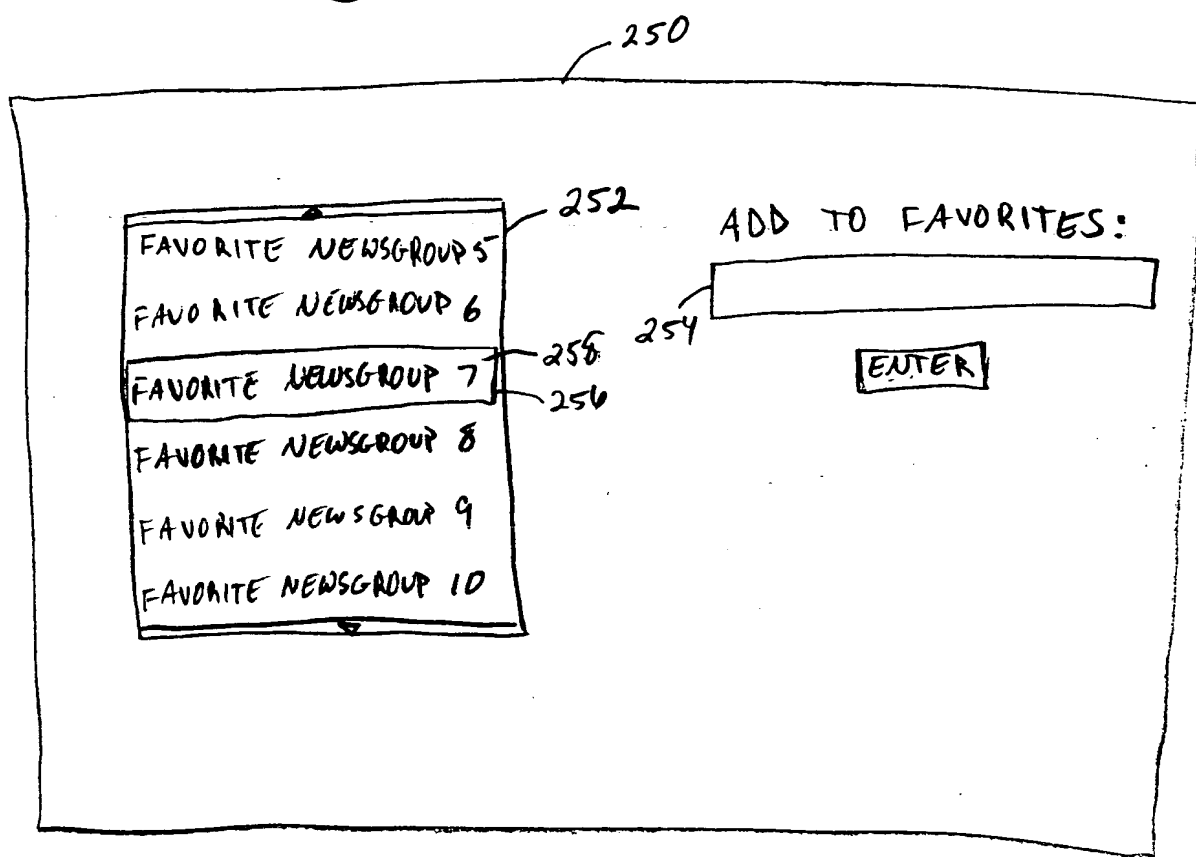 250
252
FAVORITE NEWSGROUP 5
FAVORITE NEWSGROUP 6
FAVORITE NEWSGROUP 7
258
256
FAVORITE NEWSGROUP 8
FAVORITE NEWSGROUP 9
FAVORITE NEWSGROUP 10
ADD TO FAVORITES:
254
ENTER